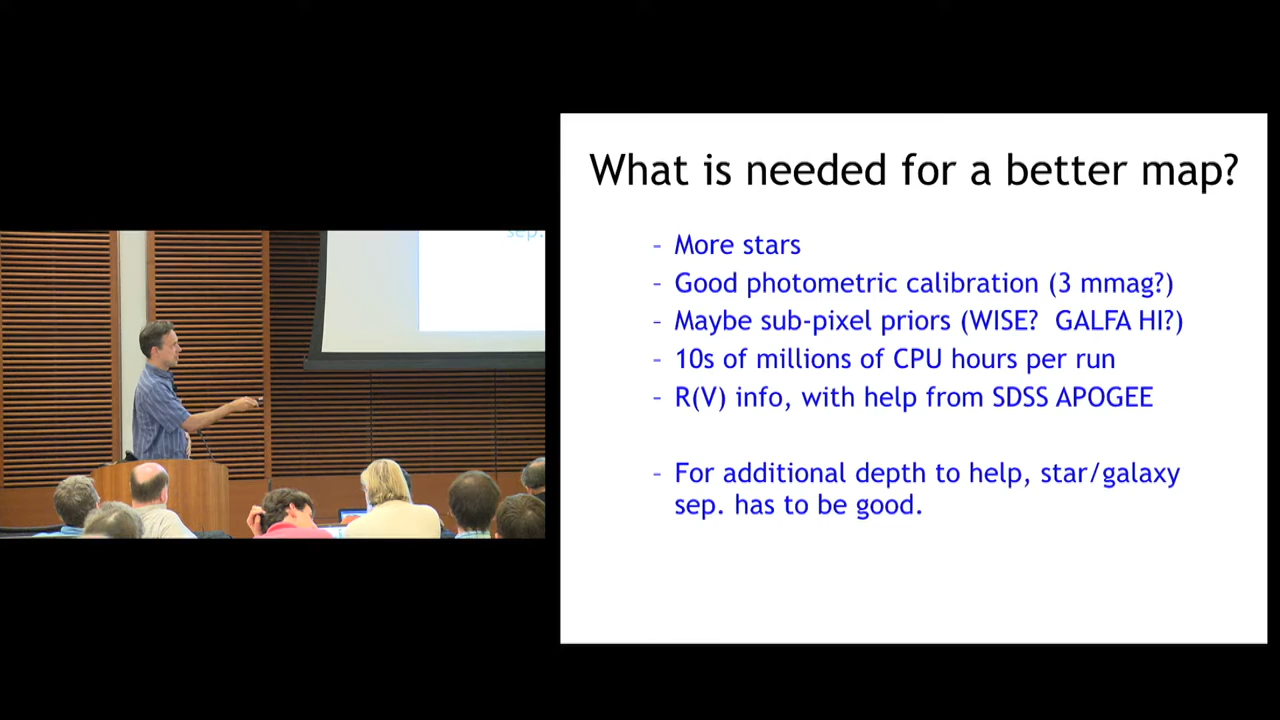 What is needed for a better map?
– More stars
– Good photometric calibration (3 mmag?)
– Maybe sub-pixel priors (WISE? GALFA HI?)
– 10s of millions of CPU hours per run
– R(V) info, with help from SDSS APOGEE
– For additional depth to help, star/galaxy
sep. has to be good.
sep.